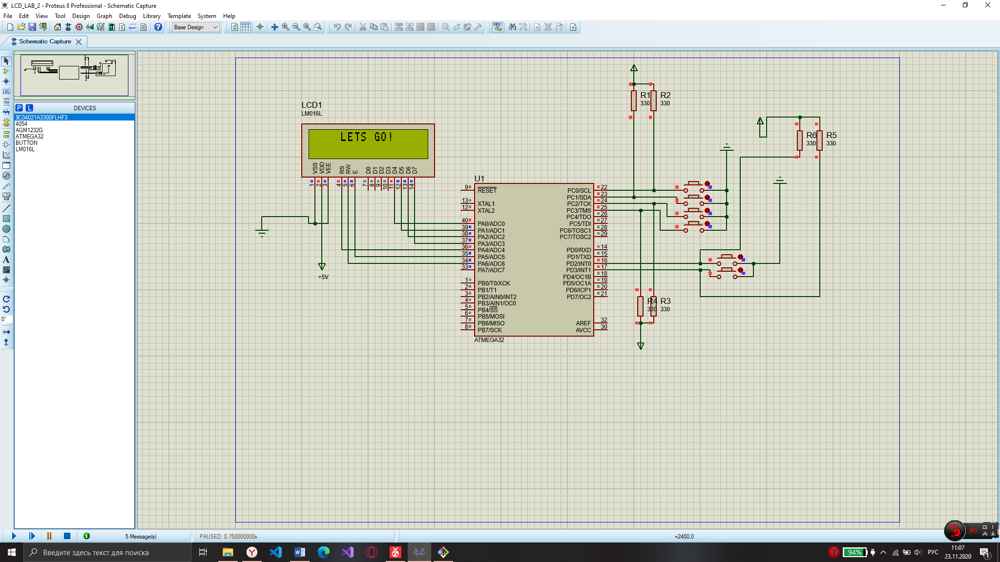 LCD_LAB_2 - Proteus 8 Professional - Schematic Capture
File Edit View Tool Design Graph Debug Library Template System Help
Base Design
Schematic Capture
LBL
A
S
0°
P L DEVICES
9C04021A3300FLHF3
4054
AGM1232G
ATMEGA32
BUTTON
LM016L
LCD1
LM016L
LETS GO!
VSS VDD VEE RS RW E D0 D1 D2 D3 D4 D5 D6 D7
1 2 3 4 5 6 7 8 9 10 11 12 13 14
+5V
U1
9 RESET
13 XTAL1
12 XTAL2
40 PA0/ADC0
39 PA1/ADC1
38 PA2/ADC2
37 PA3/ADC3
36 PA4/ADC4
35 PA5/ADC5
34 PA6/ADC6
33 PA7/ADC7
1 PB0/T0/XCK
2 PB1/T1
3 PB2/AIN0/INT2
4 PB3/AIN1/OC0
5 PB4/SS
6 PB5/MOSI
7 PB6/MISO
8 PB7/SCK
PC0/SCL 22
PC1/SDA 23
PC2/TCK 24
PC3/TMS 25
PC4/TDO 26
PC5/TDI 27
PC6/TOSC1 28
PC7/TOSC2 29
PD0/RXD 14
PD1/TXD 15
PD2/INT0 16
PD3/INT1 17
PD4/OC1B 18
PD5/OC1A 19
PD6/ICP1 20
PD7/OC2 21
AREF 32
AVCC 30
ATMEGA32
R1 R2
330 330
R6 R5
330 330
R4 R3
330 330
5 Message(s)
PAUSED: 0.750000000s
+2400.0
M1
G 1
A
Введите здесь текст для поиска
94%
РУС
11:07
23.11.2020
1